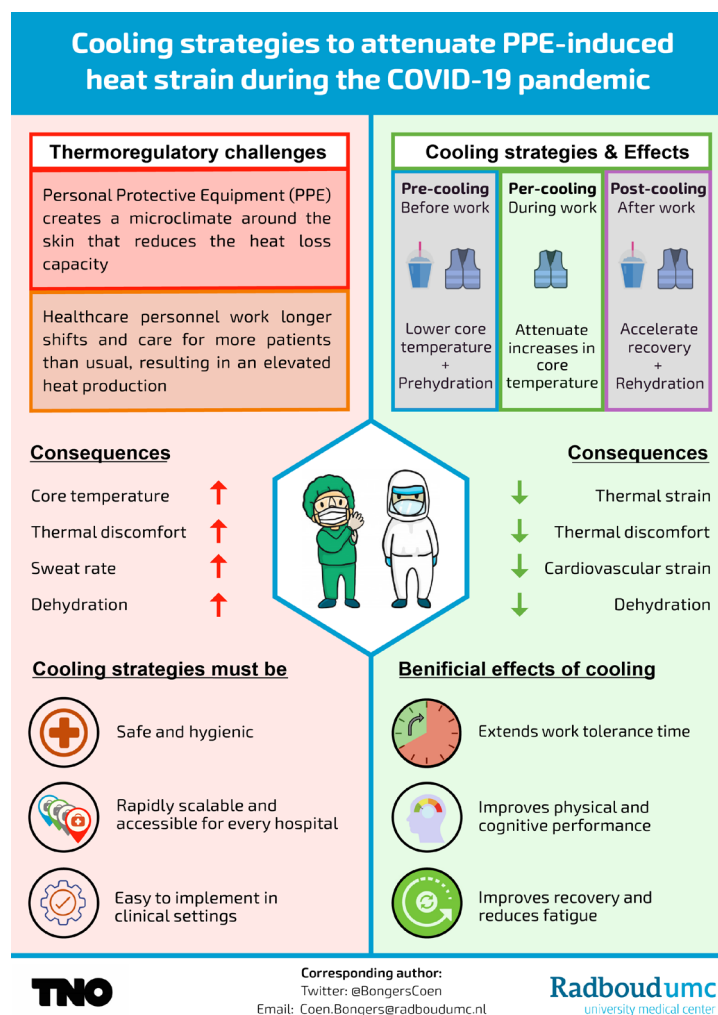 Cooling strategies to attenuate PPE-induced
heat strain during the COVID-19 pandemic
Thermoregulatory challenges
Personal Protective Equipment (PPE)
creates a microclimate around the
skin that reduces the heat loss
capacity
Healthcare personnel work longer
shifts and care for more patients
than usual, resulting in an elevated
heat production
Consequences
Core temperature
Thermal discomfort
Sweat rate
Dehydration
Cooling strategies must be
Safe and hygienic
Rapidly scalable and
accessible for every hospital
Easy to implement in
clinical settings
Cooling strategies & Effects
Pre-cooling
Before work
Lower core
temperature
+
Prehydration
Per-cooling
During work
Attenuate
increases in
core
temperature
Post-cooling
After work
Accelerate
recovery
+
Rehydration
Consequences
Thermal strain
Thermal discomfort
Cardiovascular strain
Dehydration
Benificial effects of cooling
Extends work tolerance time
Improves physical and
cognitive performance
Improves recovery and
reduces fatigue
TNO
Corresponding author:
Twitter: @BongersCoen
Email: Coen.Bongers@radboudumc.nl
Radboudumc
university medical center